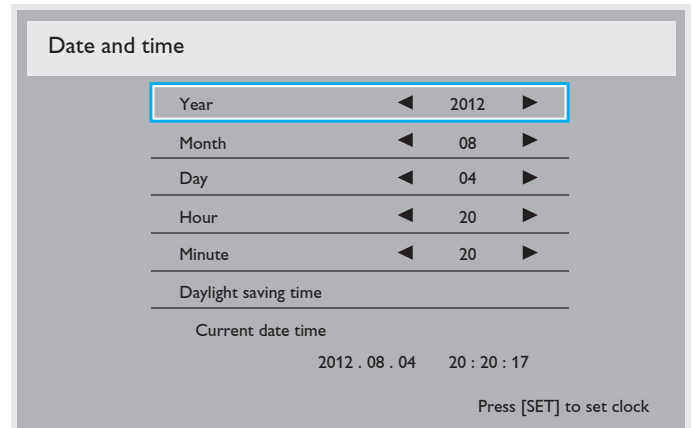 Date and time
Year ◄ 2012 ►
Month ◄ 08 ►
Day ◄ 04 ►
Hour ◄ 20 ►
Minute ◄ 20 ►
Daylight saving time
Current date time
2012 . 08 . 04 20 : 20 : 17
Press [SET] to set clock